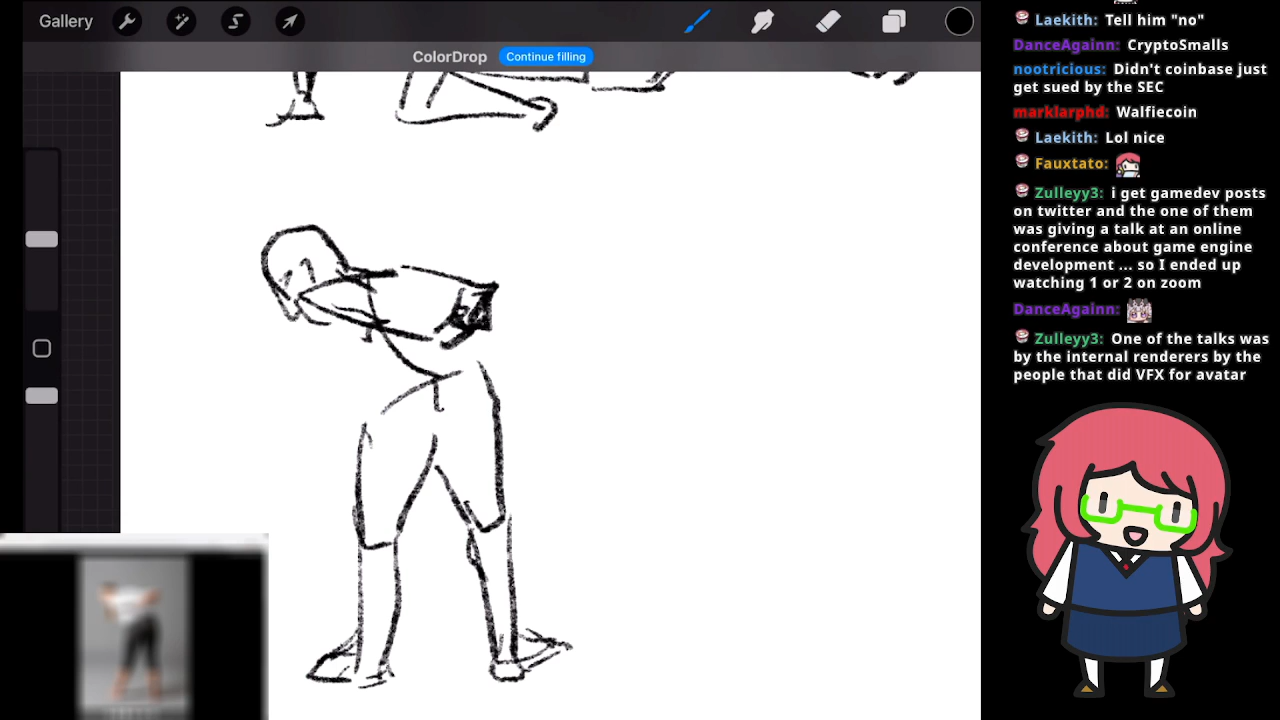 Gallery
ColorDrop Continue filling
Laekith: Tell him "no"
DanceAgainn: CryptoSmalls
nootricious: Didn't coinbase just
get sued by the SEC
marklarphd: Walfiecoin
Laekith: Lol nice
Fauxtato:
Zulleyy3: i get gamedev posts
on twitter and the one of them
was giving a talk at an online
conference about game engine
development ... so I ended up
watching 1 or 2 on zoom
DanceAgainn:
Zulleyy3: One of the talks was
by the internal renderers by the
people that did VFX for avatar